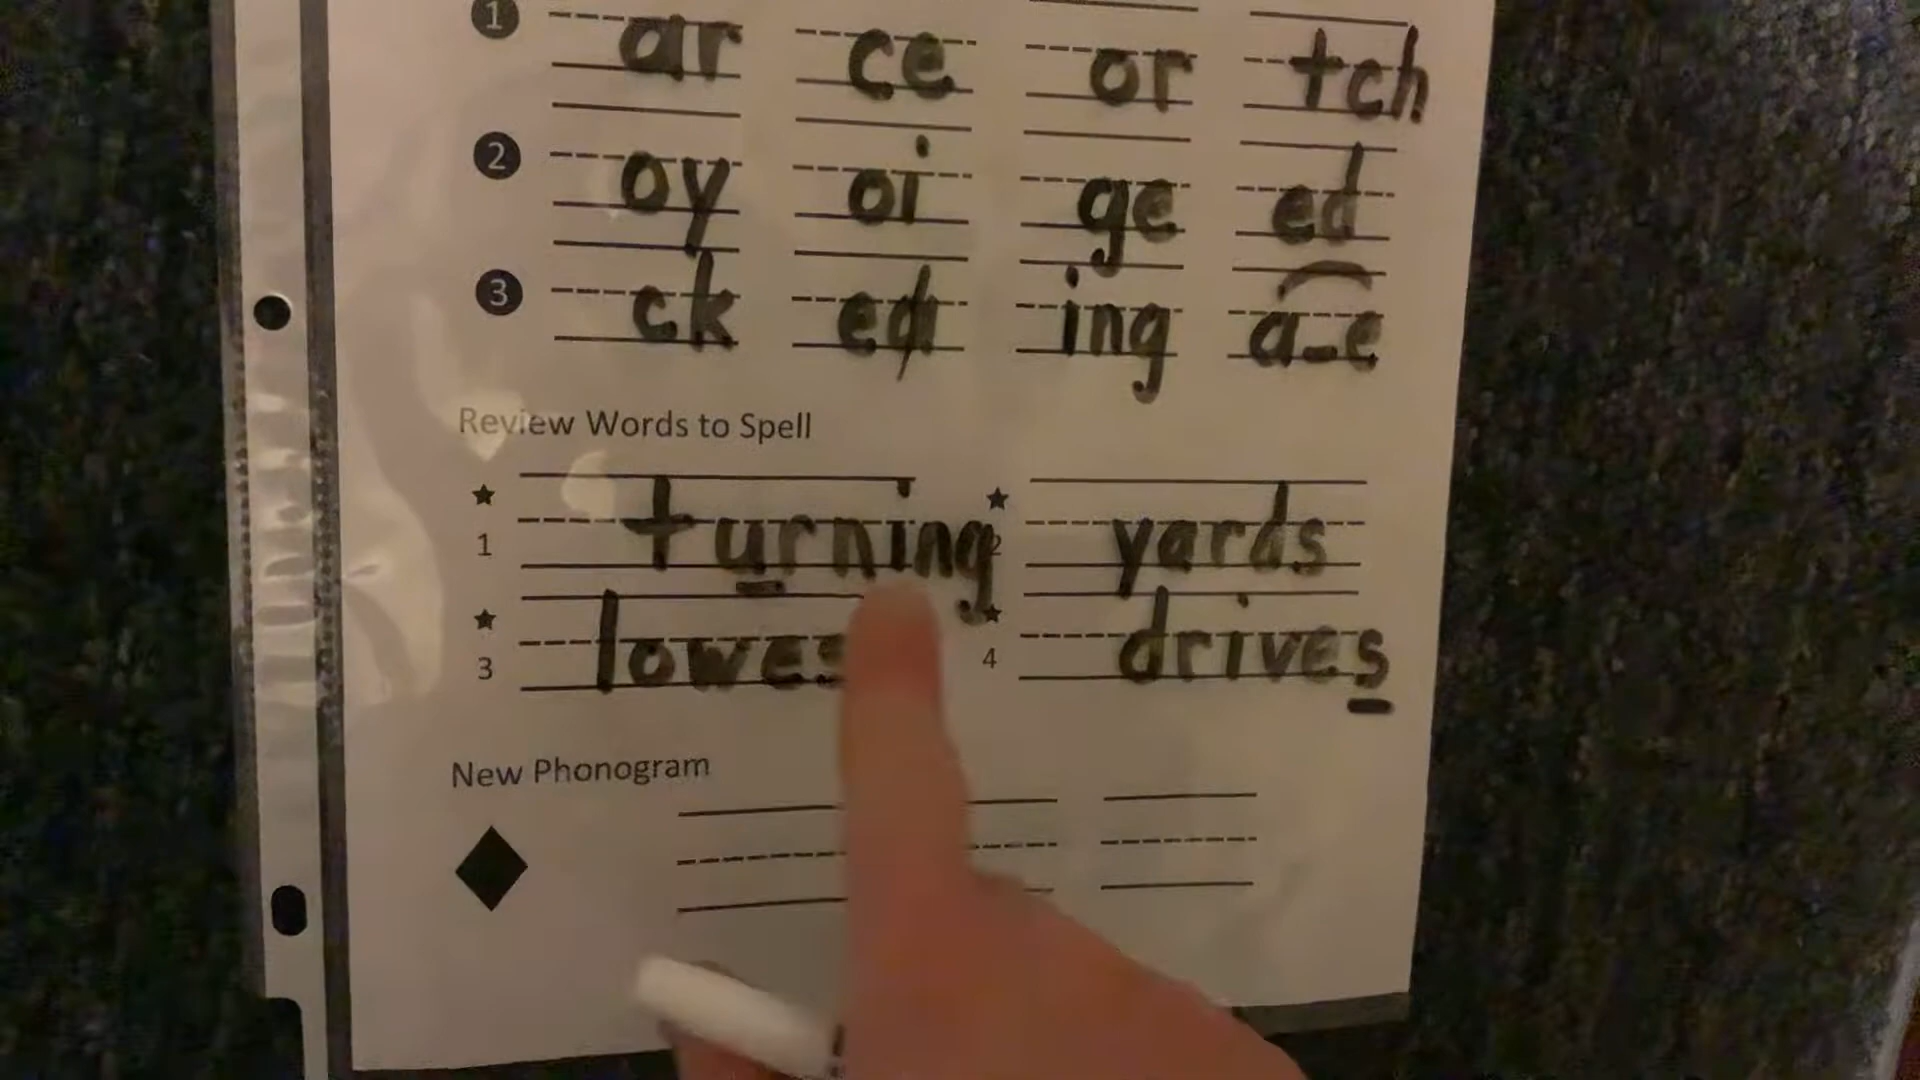 1 ar ce or tch
2 oy oi ge ed
3 ck ed ing a-e
Review Words to Spell
1 turning 2 yards
3 4 drives
New Phonogram